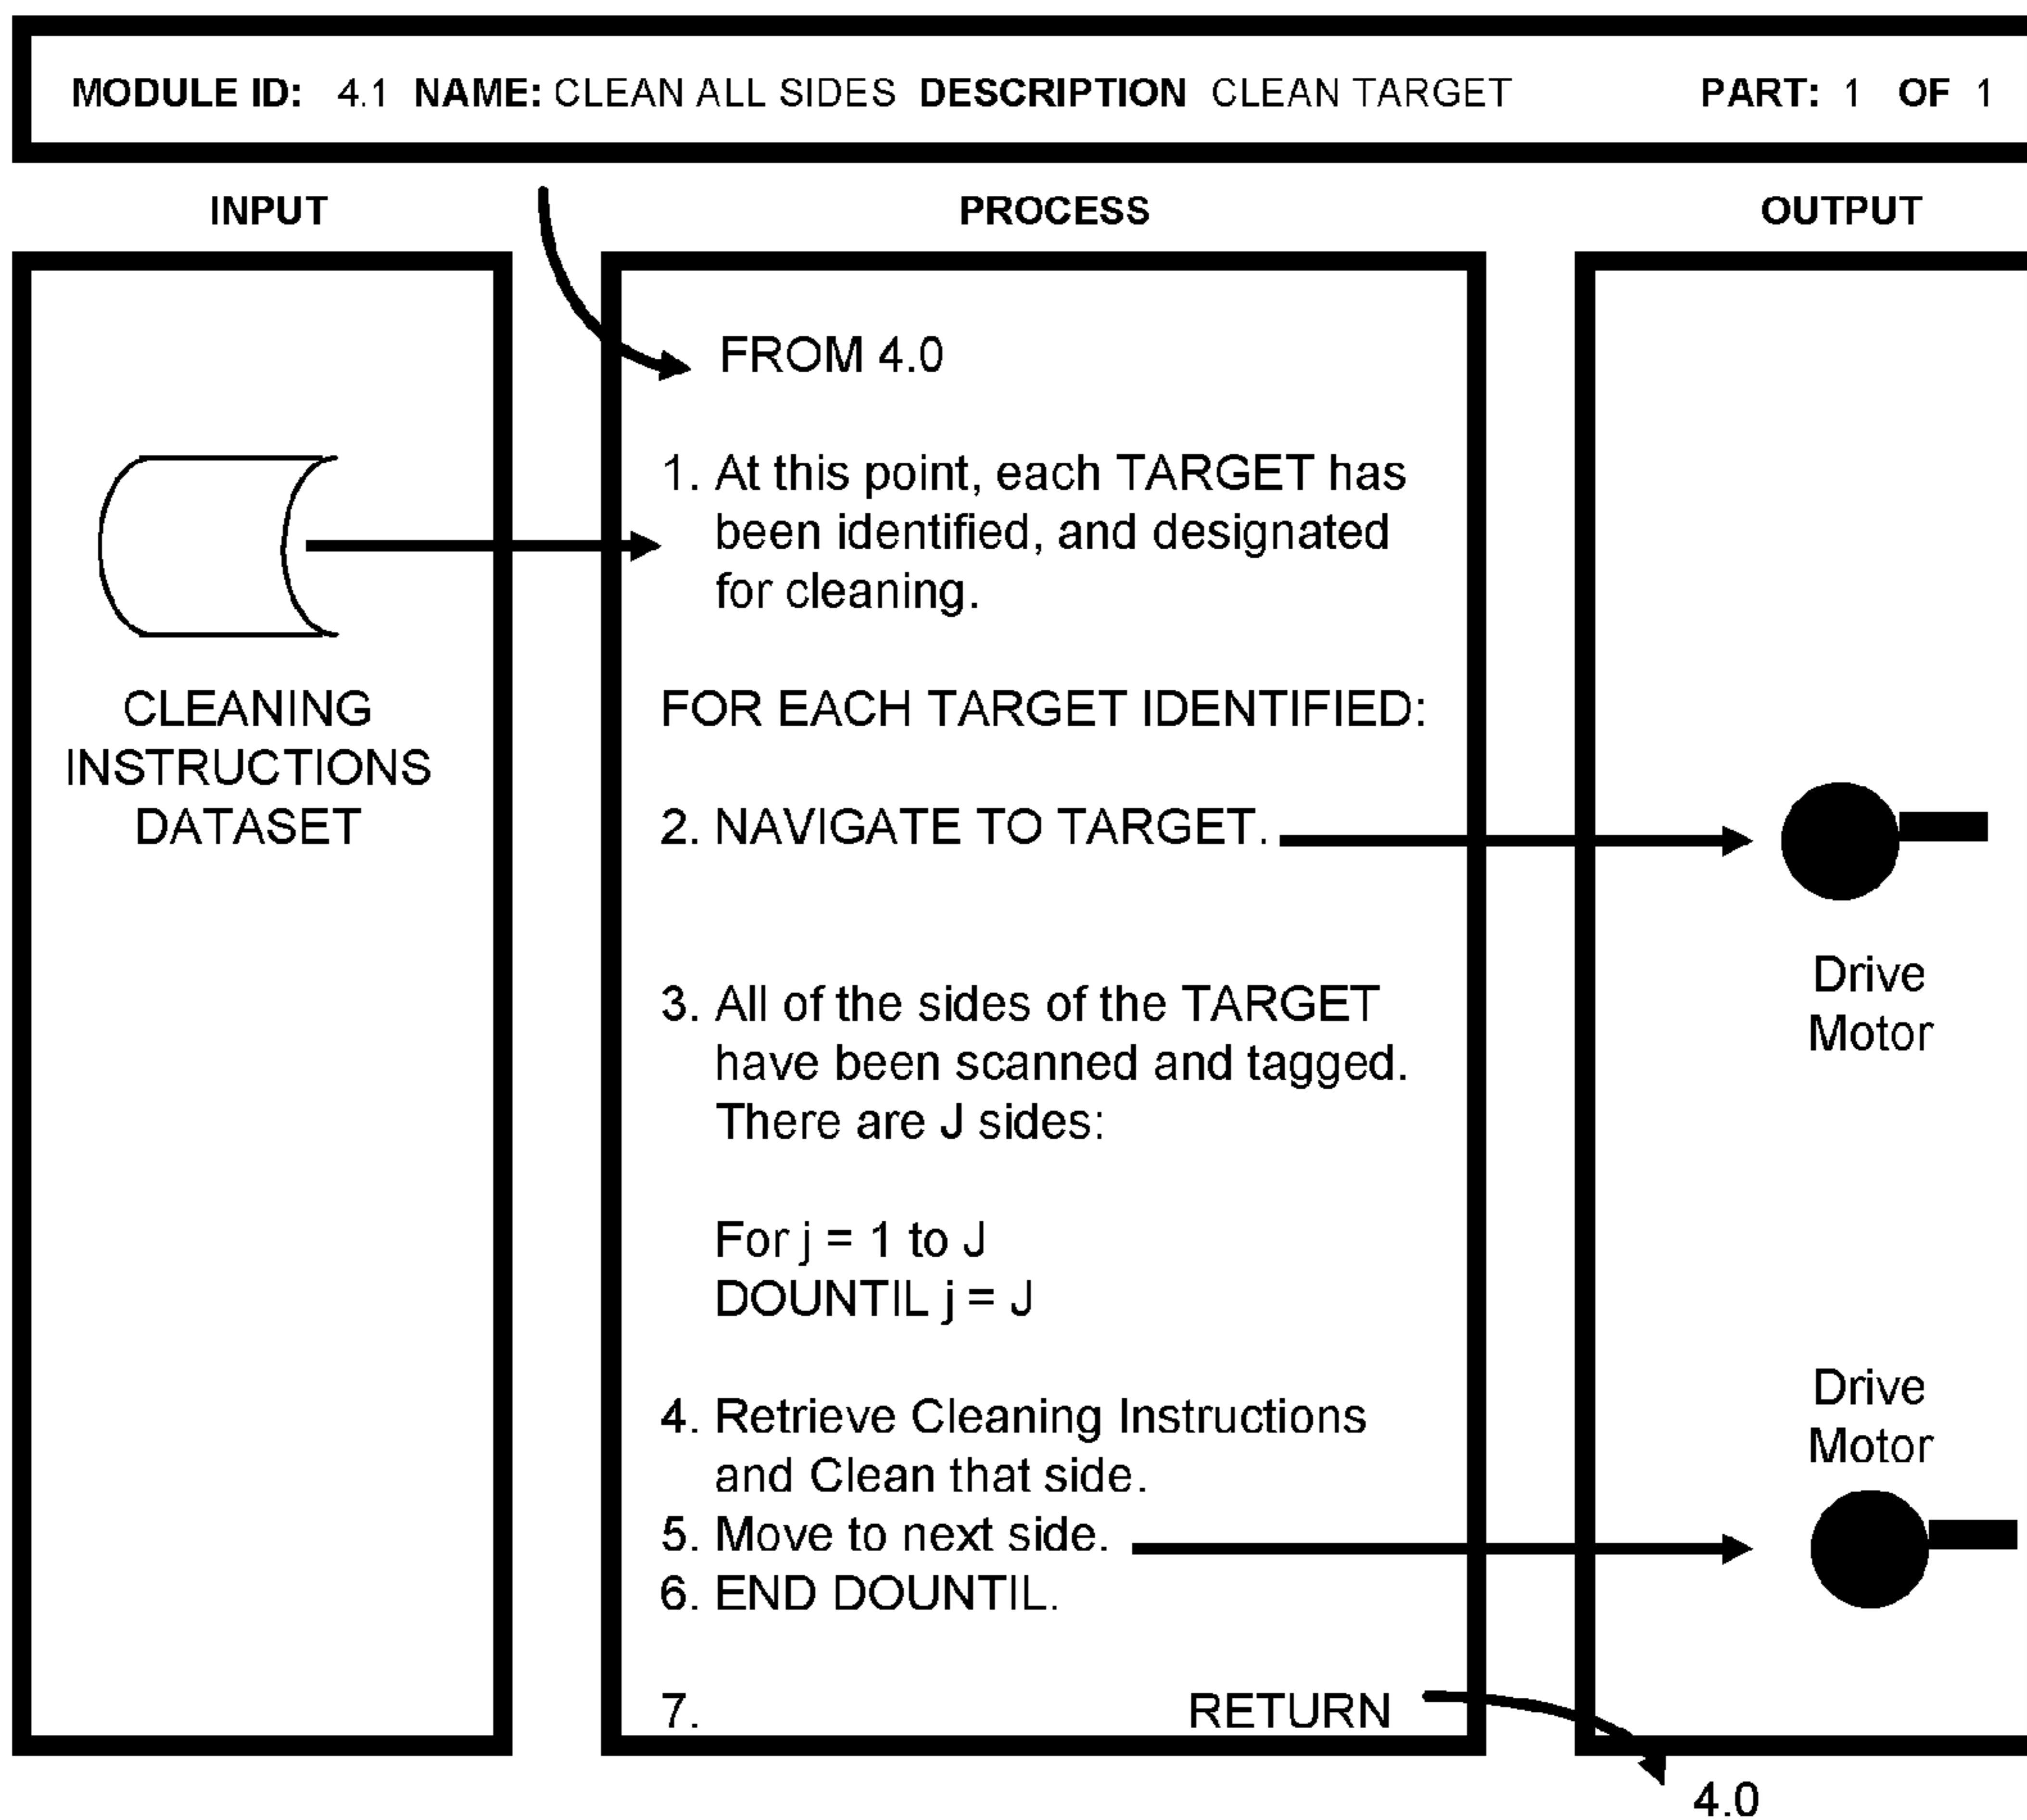 MODULE ID: 4.1 NAME: CLEAN ALL SIDES DESCRIPTION CLEAN TARGET PART: 1 OF 1
INPUT
PROCESS
OUTPUT
CLEANING
INSTRUCTIONS
DATASET
FROM 4.0
1. At this point, each TARGET has
been identified, and designated
for cleaning.
FOR EACH TARGET IDENTIFIED:
2. NAVIGATE TO TARGET.
3. All of the sides of the TARGET
have been scanned and tagged.
There are J sides:
For j = 1 to J
DOUNTIL j = J
4. Retrieve Cleaning Instructions
and Clean that side.
5. Move to next side.
6. END DOUNTIL.
7. RETURN
Drive
Motor
Drive
Motor
4.0